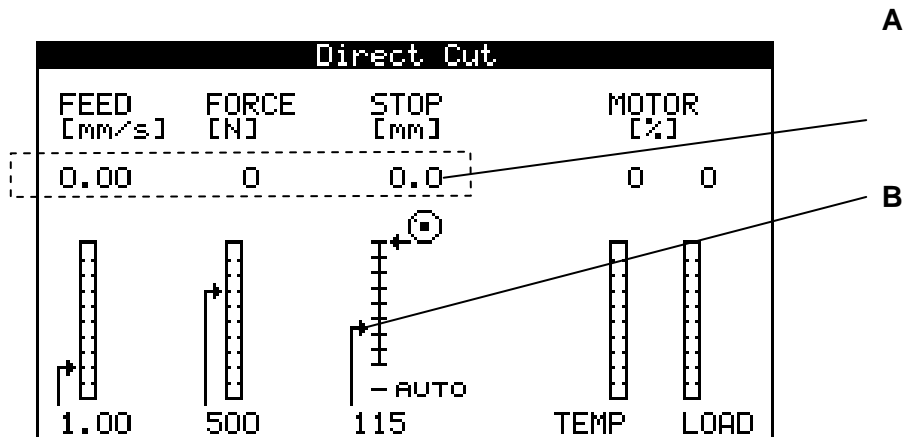 A
Direct Cut
FEED FORCE STOP MOTOR
[mm/s] [N] [mm] [%]
0.00 0 0.0 0 0
B
AUTO
1.00 500 115 TEMP LOAD